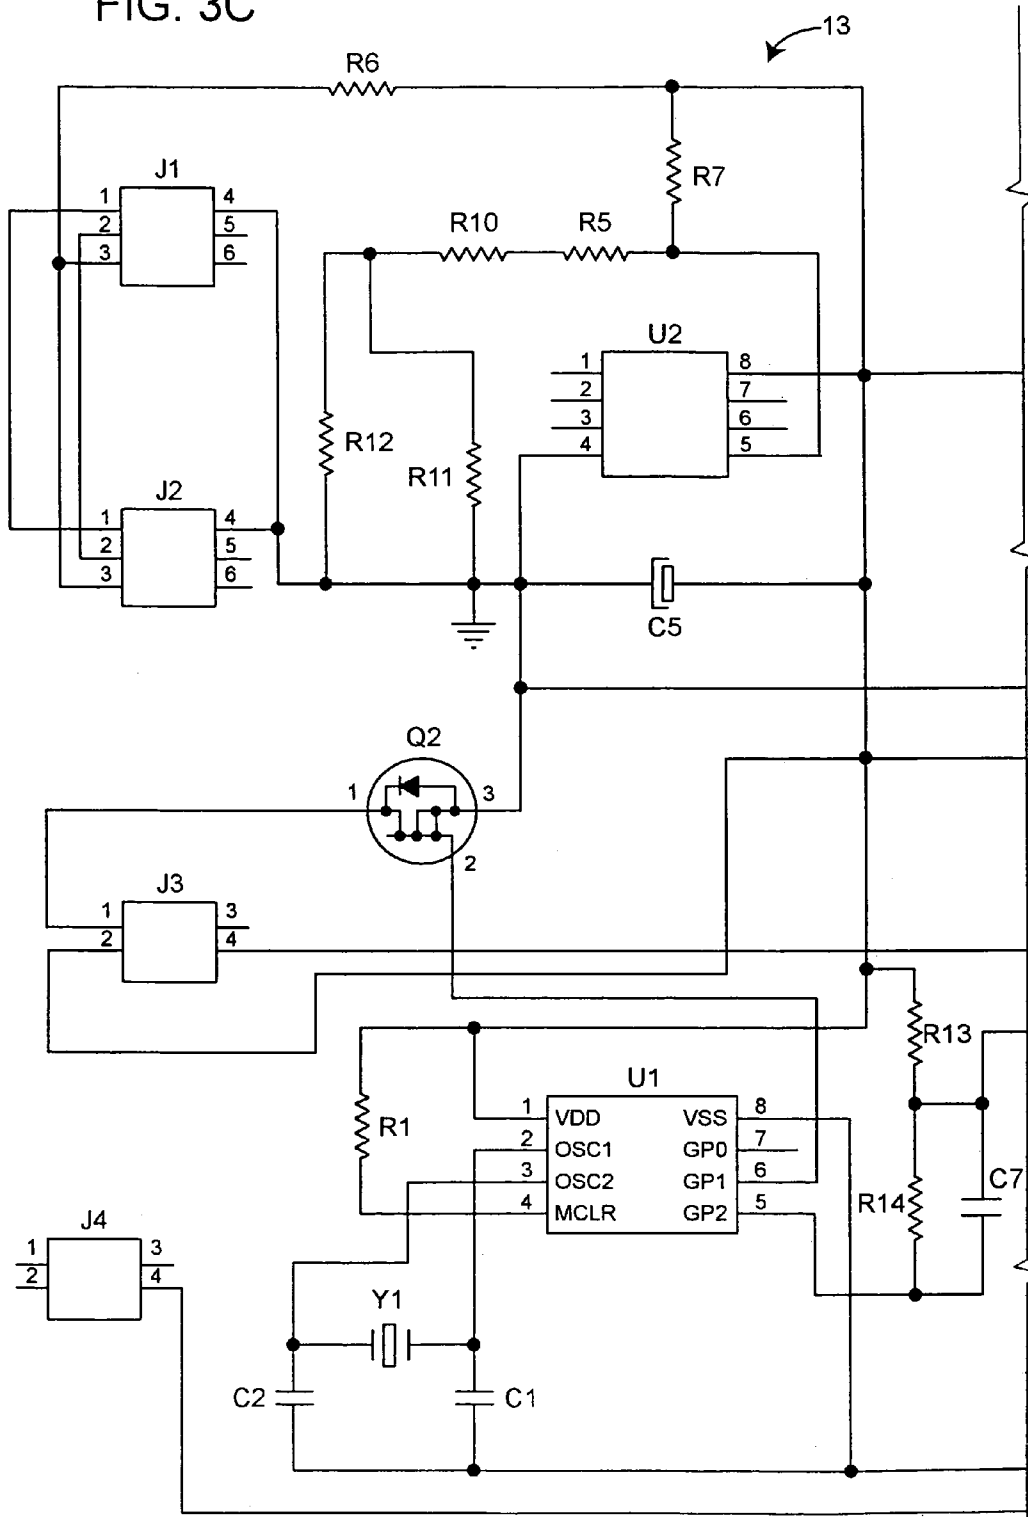 FIG. 3C
13
R6
R7
J1
1 4
2 5
3 6
R10 R5
U2
1 8
2 7
3 6
4 5
R12
R11
J2
1 4
2 5
3 6
C5
Q2
1 3
2
J3
1 3
2 4
R13
U1
1 VDD VSS 8
2 OSC1 GP0 7
3 OSC2 GP1 6
4 MCLR GP2 5
R1
R14
C7
J4
1 3
2 4
Y1
C2
C1